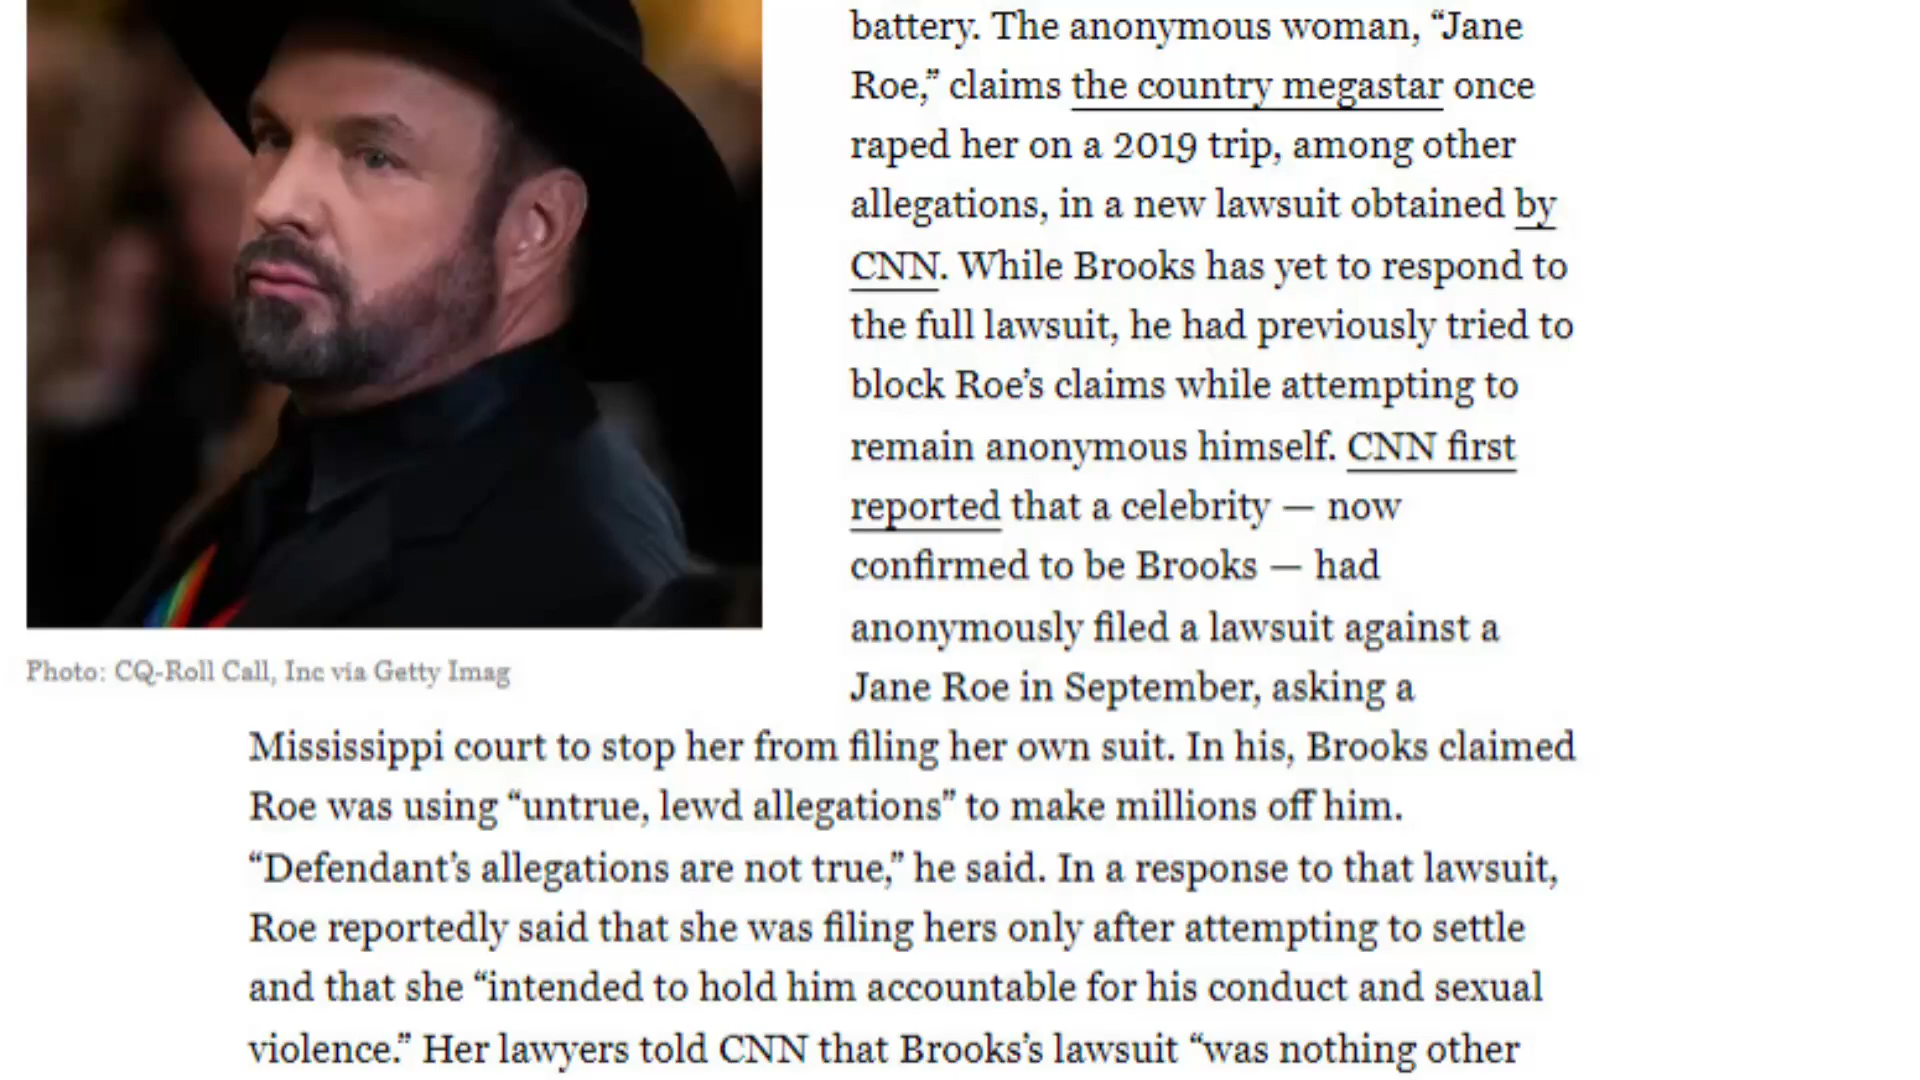 battery. The anonymous woman, “Jane
Roe,” claims the country megastar once
raped her on a 2019 trip, among other
allegations, in a new lawsuit obtained by
CNN. While Brooks has yet to respond to
the full lawsuit, he had previously tried to
block Roe’s claims while attempting to
remain anonymous himself. CNN first
reported that a celebrity — now
confirmed to be Brooks — had
anonymously filed a lawsuit against a
Jane Roe in September, asking a
Photo: CQ-Roll Call, Inc via Getty Imag
Mississippi court to stop her from filing her own suit. In his, Brooks claimed
Roe was using “untrue, lewd allegations” to make millions off him.
“Defendant’s allegations are not true,” he said. In a response to that lawsuit,
Roe reportedly said that she was filing hers only after attempting to settle
and that she “intended to hold him accountable for his conduct and sexual
violence.” Her lawyers told CNN that Brooks’s lawsuit “was nothing other